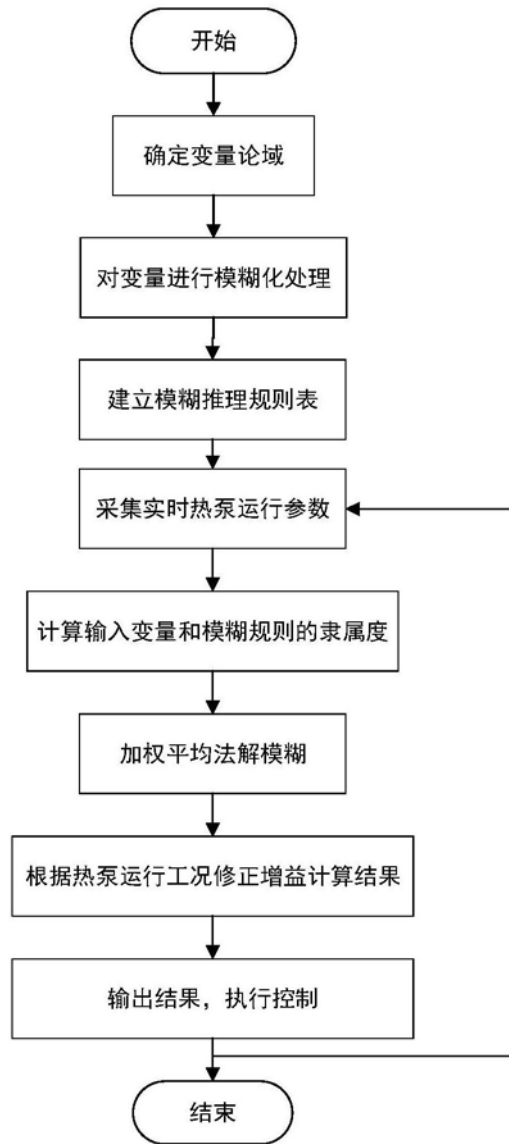 开始
确定变量论域
对变量进行模糊化处理
建立模糊推理规则表
采集实时热泵运行参数
计算输入变量和模糊规则的隶属度
加权平均法解模糊
根据热泵运行工况修正增益计算结果
输出结果，执行控制
结束